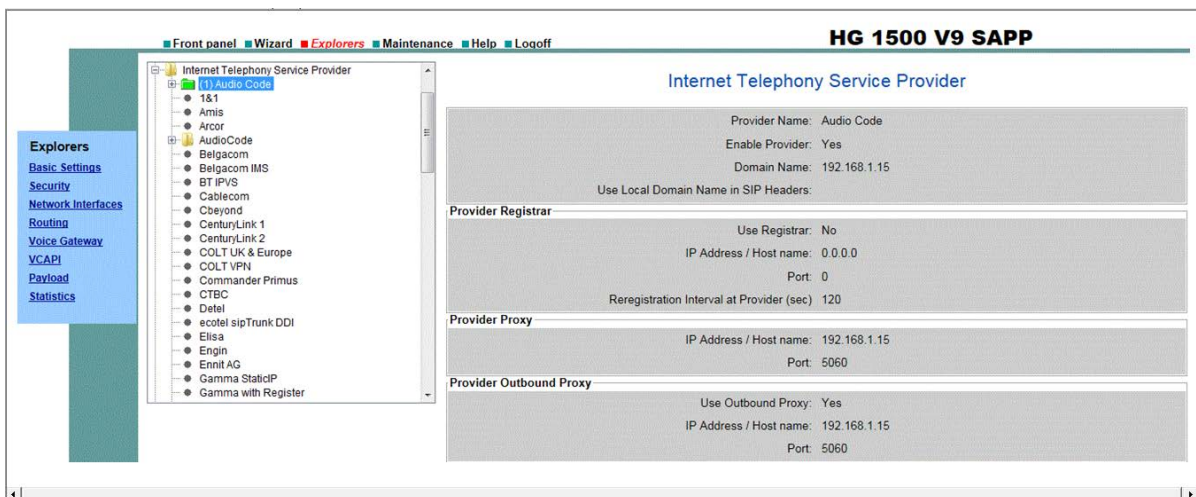 Front panel Wizard Explorers Maintenance Help Logoff
HG 1500 V9 SAPP
Explorers
Basic Settings
Security
Network Interfaces
Routing
Voice Gateway
VCAPI
Payload
Statistics
Internet Telephony Service Provider
(1) Audio Code
1&1
Amis
Arcor
AudioCode
Belgacom
Belgacom IMS
BT IPVS
Cablecom
Cbeyond
CenturyLink 1
CenturyLink 2
COLT UK & Europe
COLT VPN
Commander Primus
CTBC
Detel
ecotel sipTrunk DDI
Elisa
Engin
Ennit AG
Gamma StaticIP
Gamma with Register
Internet Telephony Service Provider
Provider Name: Audio Code
Enable Provider: Yes
Domain Name: 192.168.1.15
Use Local Domain Name in SIP Headers:
Provider Registrar
Use Registrar: No
IP Address / Host name: 0.0.0.0
Port: 0
Reregistration Interval at Provider (sec) 120
Provider Proxy
IP Address / Host name: 192.168.1.15
Port: 5060
Provider Outbound Proxy
Use Outbound Proxy: Yes
IP Address / Host name: 192.168.1.15
Port: 5060